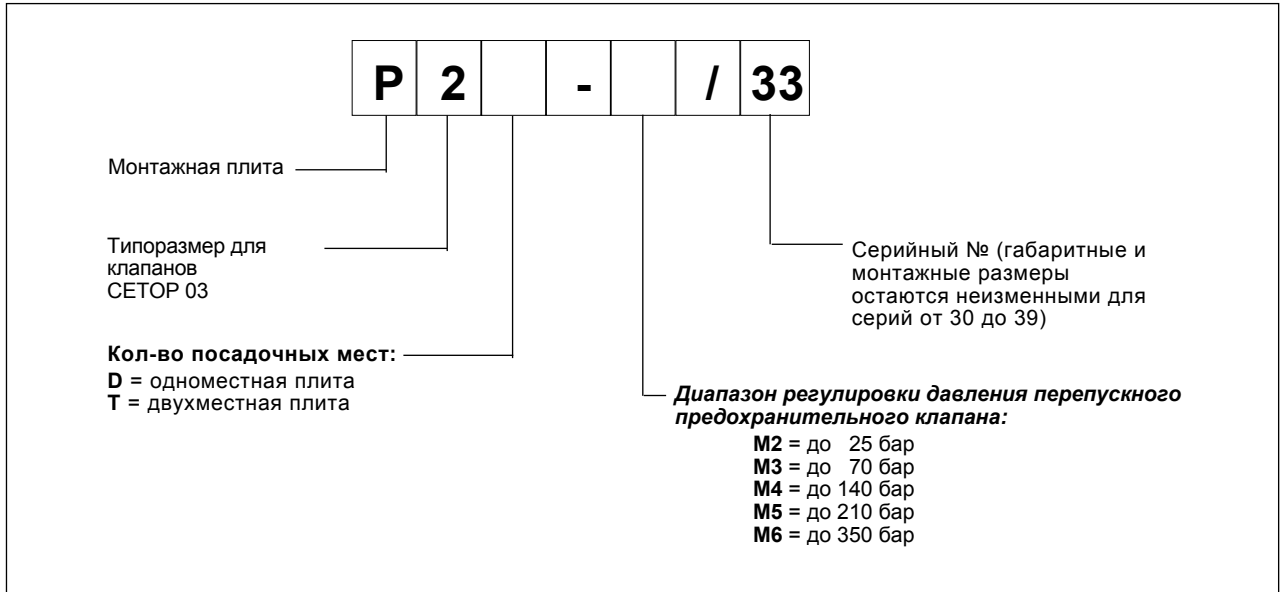 P 2 - / 33
Монтажная плита
Типоразмер для
клапанов
CETOP 03
Кол-во посадочных мест:
D = одноместная плита
T = двухместная плита
Серийный № (габаритные и
монтажные размеры
остаются неизменными для
серий от 30 до 39)
Диапазон регулировки давления перепускного
предохранительного клапана:
M2 = до 25 бар
M3 = до 70 бар
M4 = до 140 бар
M5 = до 210 бар
M6 = до 350 бар